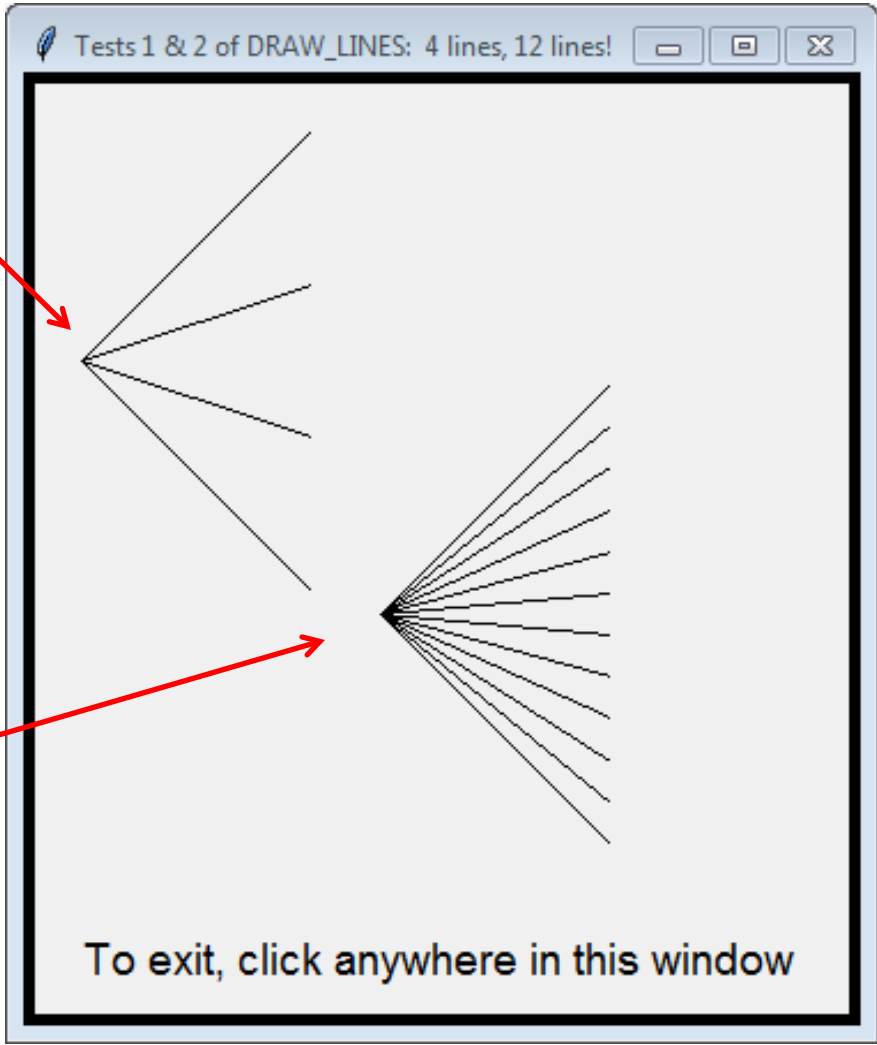 Tests 1 & 2 of DRAW_LINES:  4 lines, 12 lines!
To exit, click anywhere in this window